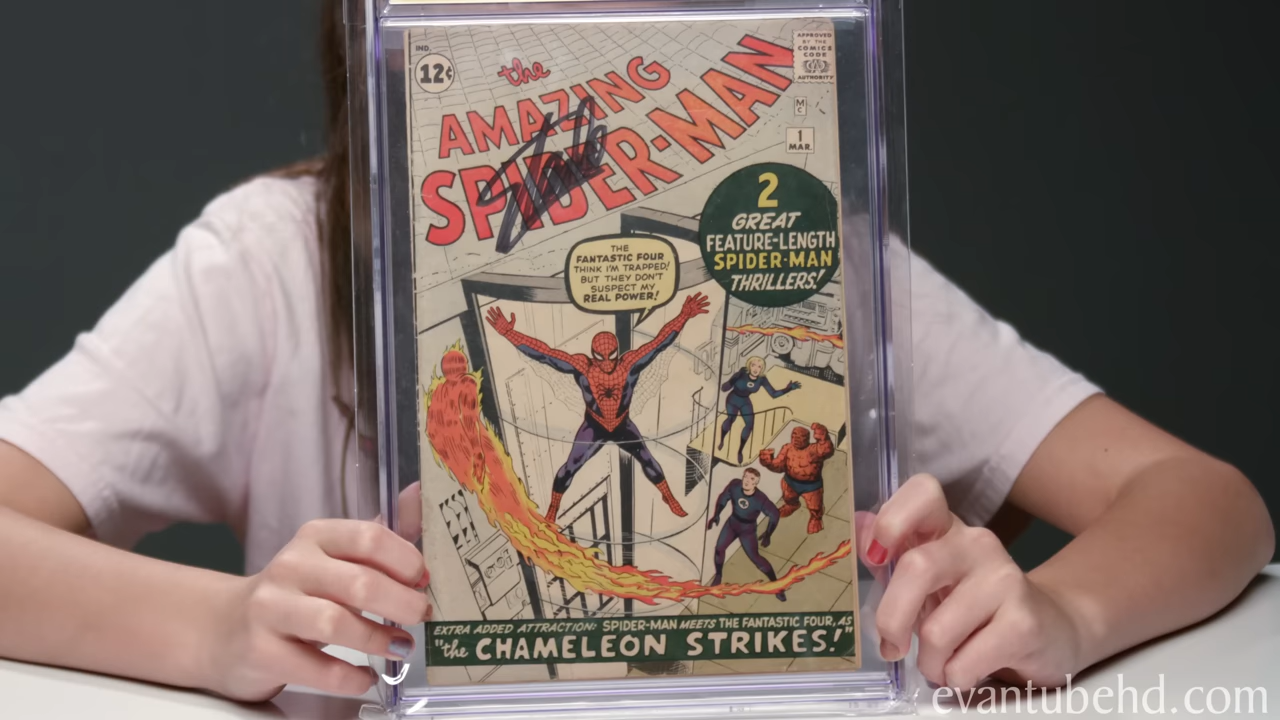 IND.
12¢
APPROVED
BY THE
COMICS
CODE
AUTHORITY
the
AMAZING
SPIDER-MAN
M
C
1
MAR.
2
GREAT
FEATURE-LENGTH
SPIDER-MAN
THRILLERS!
THE
FANTASTIC FOUR
THINK I'M TRAPPED!
BUT THEY DON'T
SUSPECT MY
REAL POWER!
EXTRA ADDED ATTRACTION: SPIDER-MAN MEETS THE FANTASTIC FOUR, AS
"the CHAMELEON STRIKES!"
evantubehd.com